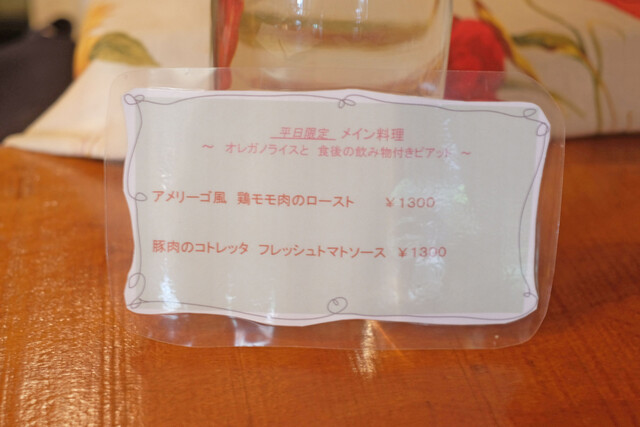 平日限定 メイン料理
～ オレガノライスと 食後の飲み物付きピアット ～
アメリーゴ風 鶏モモ肉のロースト ￥1300
豚肉のコトレッタ フレッシュトマトソース ￥1300